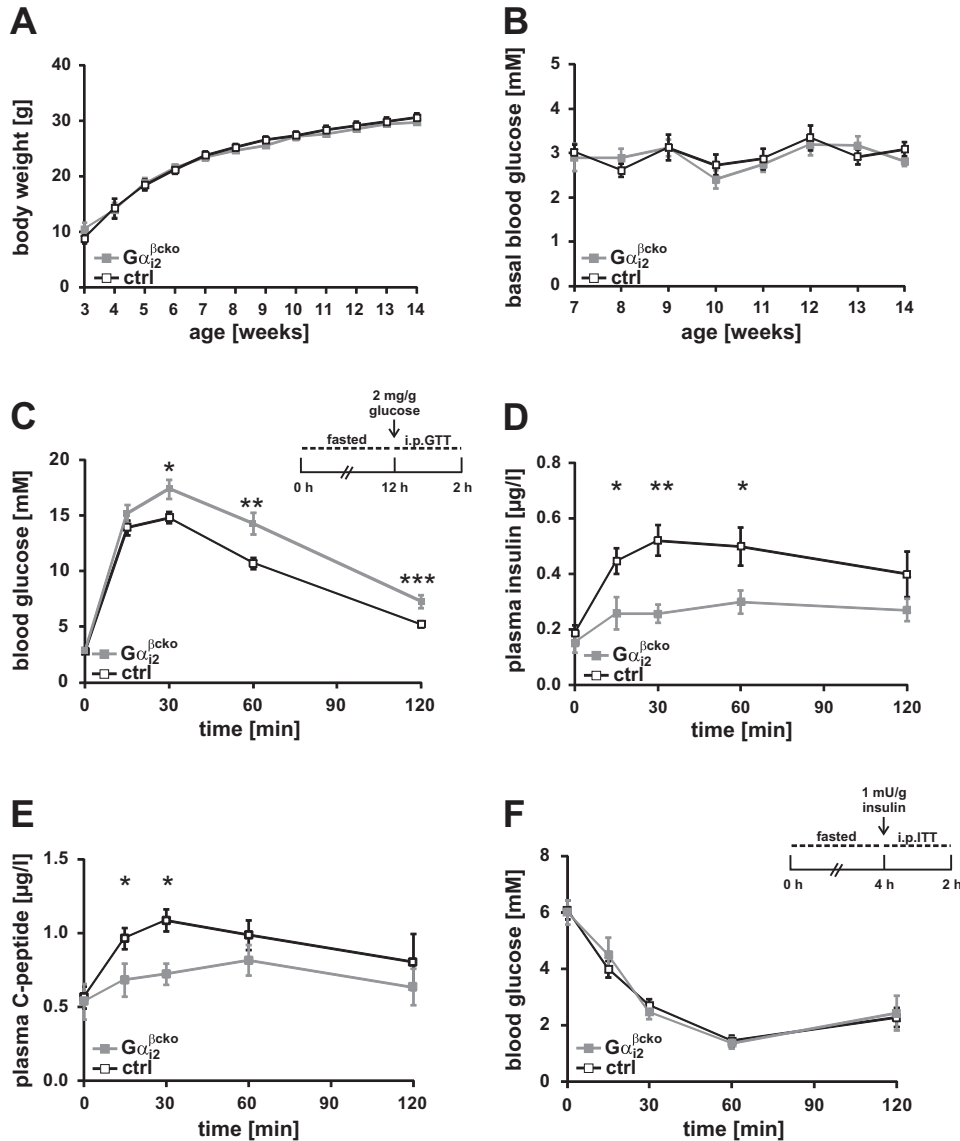 A
body weight [g]
40
30
20
10
0
Gαi2βcko
ctrl
3 4 5 6 7 8 9 10 11 12 13 14
age [weeks]
B
basal blood glucose [mM]
5
4
3
2
1
0
Gαi2βcko
ctrl
7 8 9 10 11 12 13 14
age [weeks]
C
2 mg/g
glucose
fasted i.p.GTT
0 h 12 h 2 h
blood glucose [mM]
20
15
10
5
0
*
**
***
Gαi2βcko
ctrl
0 30 60 90 120
time [min]
D
plasma insulin [µg/l]
0.8
0.6
0.4
0.2
0.0
* ** *
Gαi2βcko
ctrl
0 30 60 90 120
time [min]
E
plasma C-peptide [µg/l]
1.5
1.0
0.5
0.0
* *
Gαi2βcko
ctrl
0 30 60 90 120
time [min]
F
1 mU/g
insulin
fasted i.p.ITT
0 h 4 h 2 h
blood glucose [mM]
8
6
4
2
0
Gαi2βcko
ctrl
0 30 60 90 120
time [min]